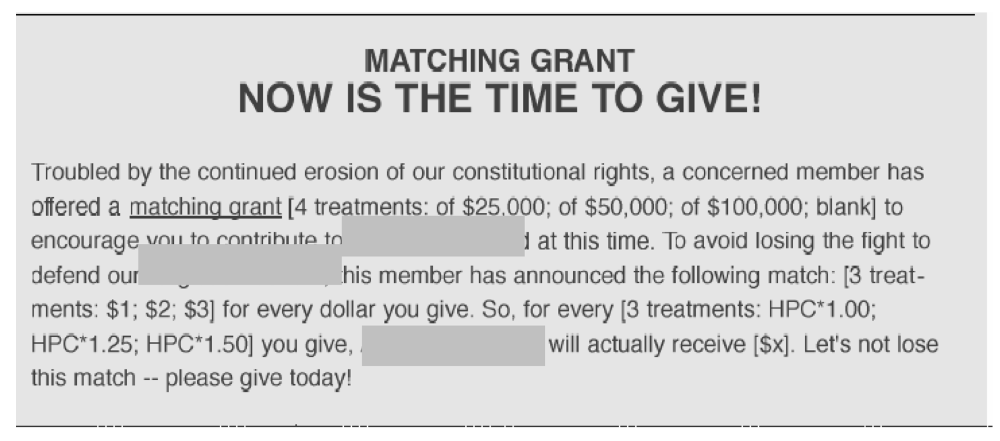 MATCHING GRANT
NOW IS THE TIME TO GIVE!
Troubled by the continued erosion of our constitutional rights, a concerned member has
offered a matching grant [4 treatments: of $25,000; of $50,000; of $100,000; blank] to
encourage you to contribute to at this time. To avoid losing the fight to
defend our this member has announced the following match: [3 treat-
ments: $1; $2; $3] for every dollar you give. So, for every [3 treatments: HPC*1.00;
HPC*1.25; HPC*1.50] you give, will actually receive [$x]. Let's not lose
this match -- please give today!